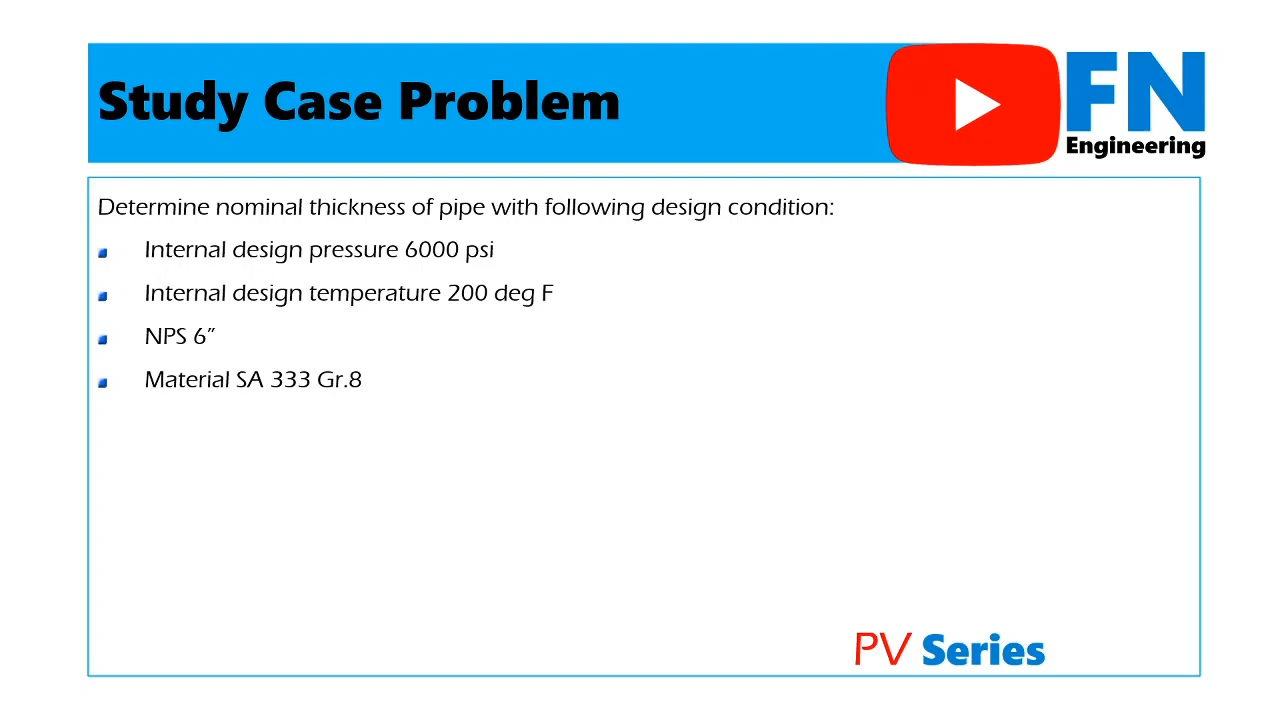 Study Case Problem
FN
Engineering
Determine nominal thickness of pipe with following design condition:
Internal design pressure 6000 psi
Internal design temperature 200 deg F
NPS 6”
Material SA 333 Gr.8
PV Series